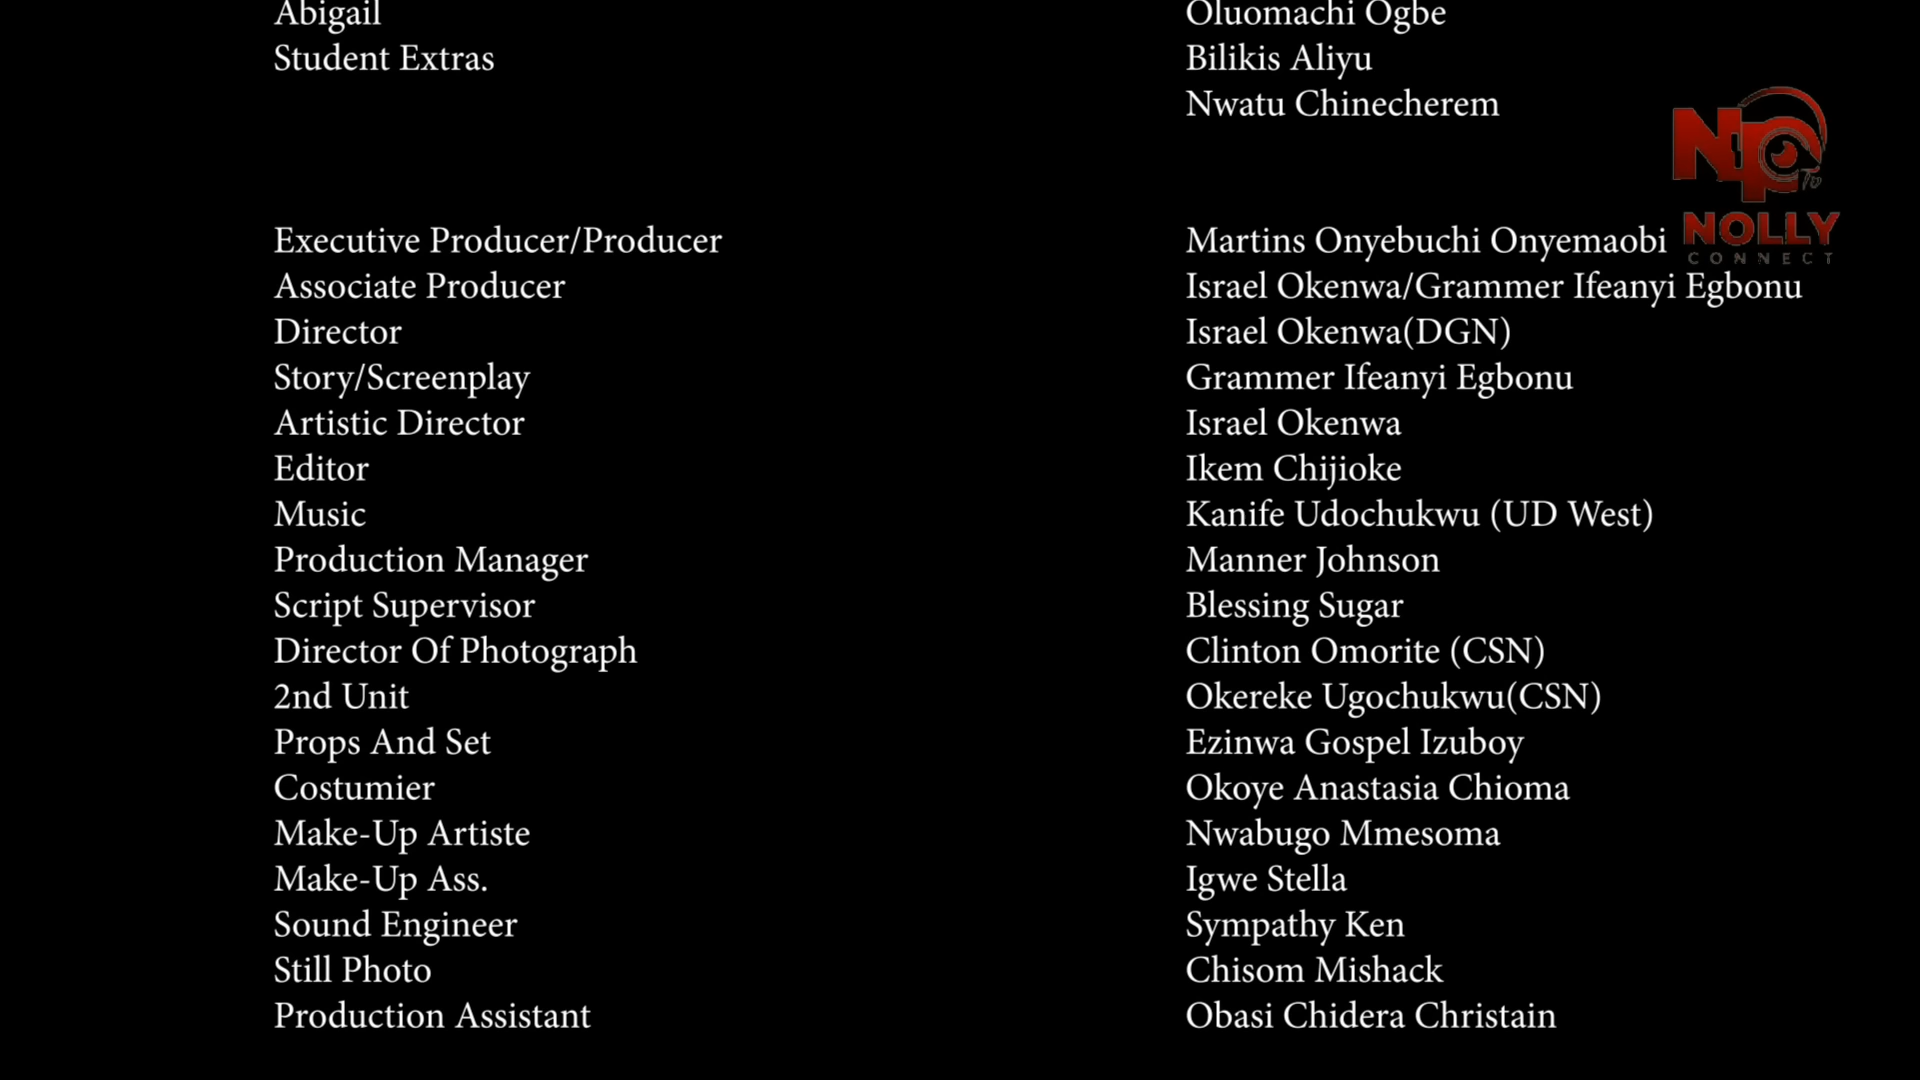 Abigail Oluomachi Ogbe
Student Extras Bilikis Aliyu
Nwatu Chinecherem
Executive Producer/Producer Martins Onyebuchi Onyemaobi
Associate Producer Israel Okenwa/Grammer Ifeanyi Egbonu
Director Israel Okenwa(DGN)
Story/Screenplay Grammer Ifeanyi Egbonu
Artistic Director Israel Okenwa
Editor Ikem Chijioke
Music Kanife Udochukwu (UD West)
Production Manager Manner Johnson
Script Supervisor Blessing Sugar
Director Of Photograph Clinton Omorite (CSN)
2nd Unit Okereke Ugochukwu(CSN)
Props And Set Ezinwa Gospel Izuboy
Costumier Okoye Anastasia Chioma
Make-Up Artiste Nwabugo Mmesoma
Make-Up Ass. Igwe Stella
Sound Engineer Sympathy Ken
Still Photo Chisom Mishack
Production Assistant Obasi Chidera Christain
NOLLY
CONNECT